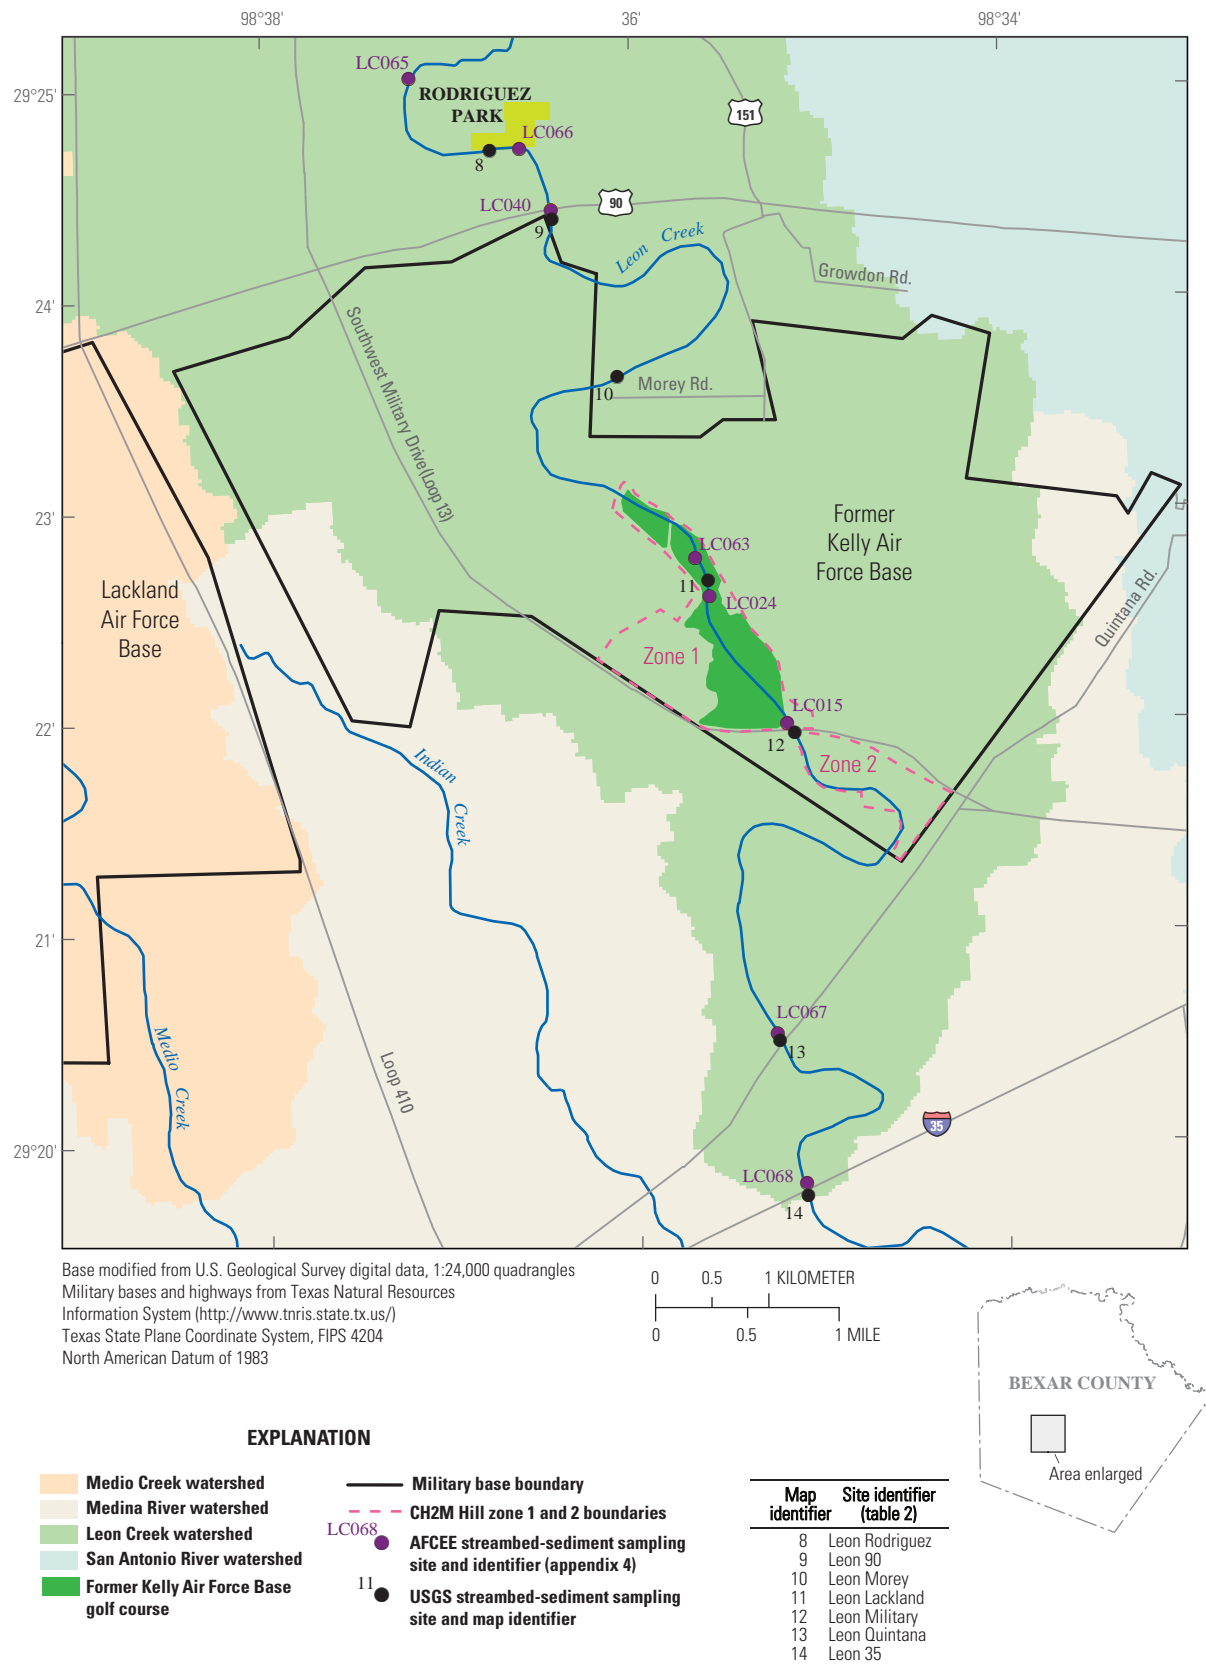 98°38'
36'
98°34'
29°25'
24'
23'
22'
21'
29°20'
LC065
RODRIGUEZ
PARK
LC066
8
151
LC040
90
9
Leon Creek
Growdon Rd.
Southwest Military Drive(Loop 13)
10
Morey Rd.
Former
Kelly Air
Force Base
LC063
11
LC024
Lackland
Air Force
Base
Quintana Rd.
Zone 1
LC015
12
Zone 2
Indian
Creek
LC067
13
Medio
Creek
Loop 410
35
LC068
14
Base modified from U.S. Geological Survey digital data, 1:24,000 quadrangles
Military bases and highways from Texas Natural Resources
Information System (http://www.tnris.state.tx.us/)
Texas State Plane Coordinate System, FIPS 4204
North American Datum of 1983
0 0.5 1 KILOMETER
0 0.5 1 MILE
BEXAR COUNTY
Area enlarged
EXPLANATION
Medio Creek watershed
Medina River watershed
Leon Creek watershed
San Antonio River watershed
Former Kelly Air Force Base
golf course
Military base boundary
CH2M Hill zone 1 and 2 boundaries
LC068
AFCEE streambed-sediment sampling
site and identifier (appendix 4)
11
USGS streambed-sediment sampling
site and map identifier
Map Site identifier
identifier (table 2)
8 Leon Rodriguez
9 Leon 90
10 Leon Morey
11 Leon Lackland
12 Leon Military
13 Leon Quintana
14 Leon 35